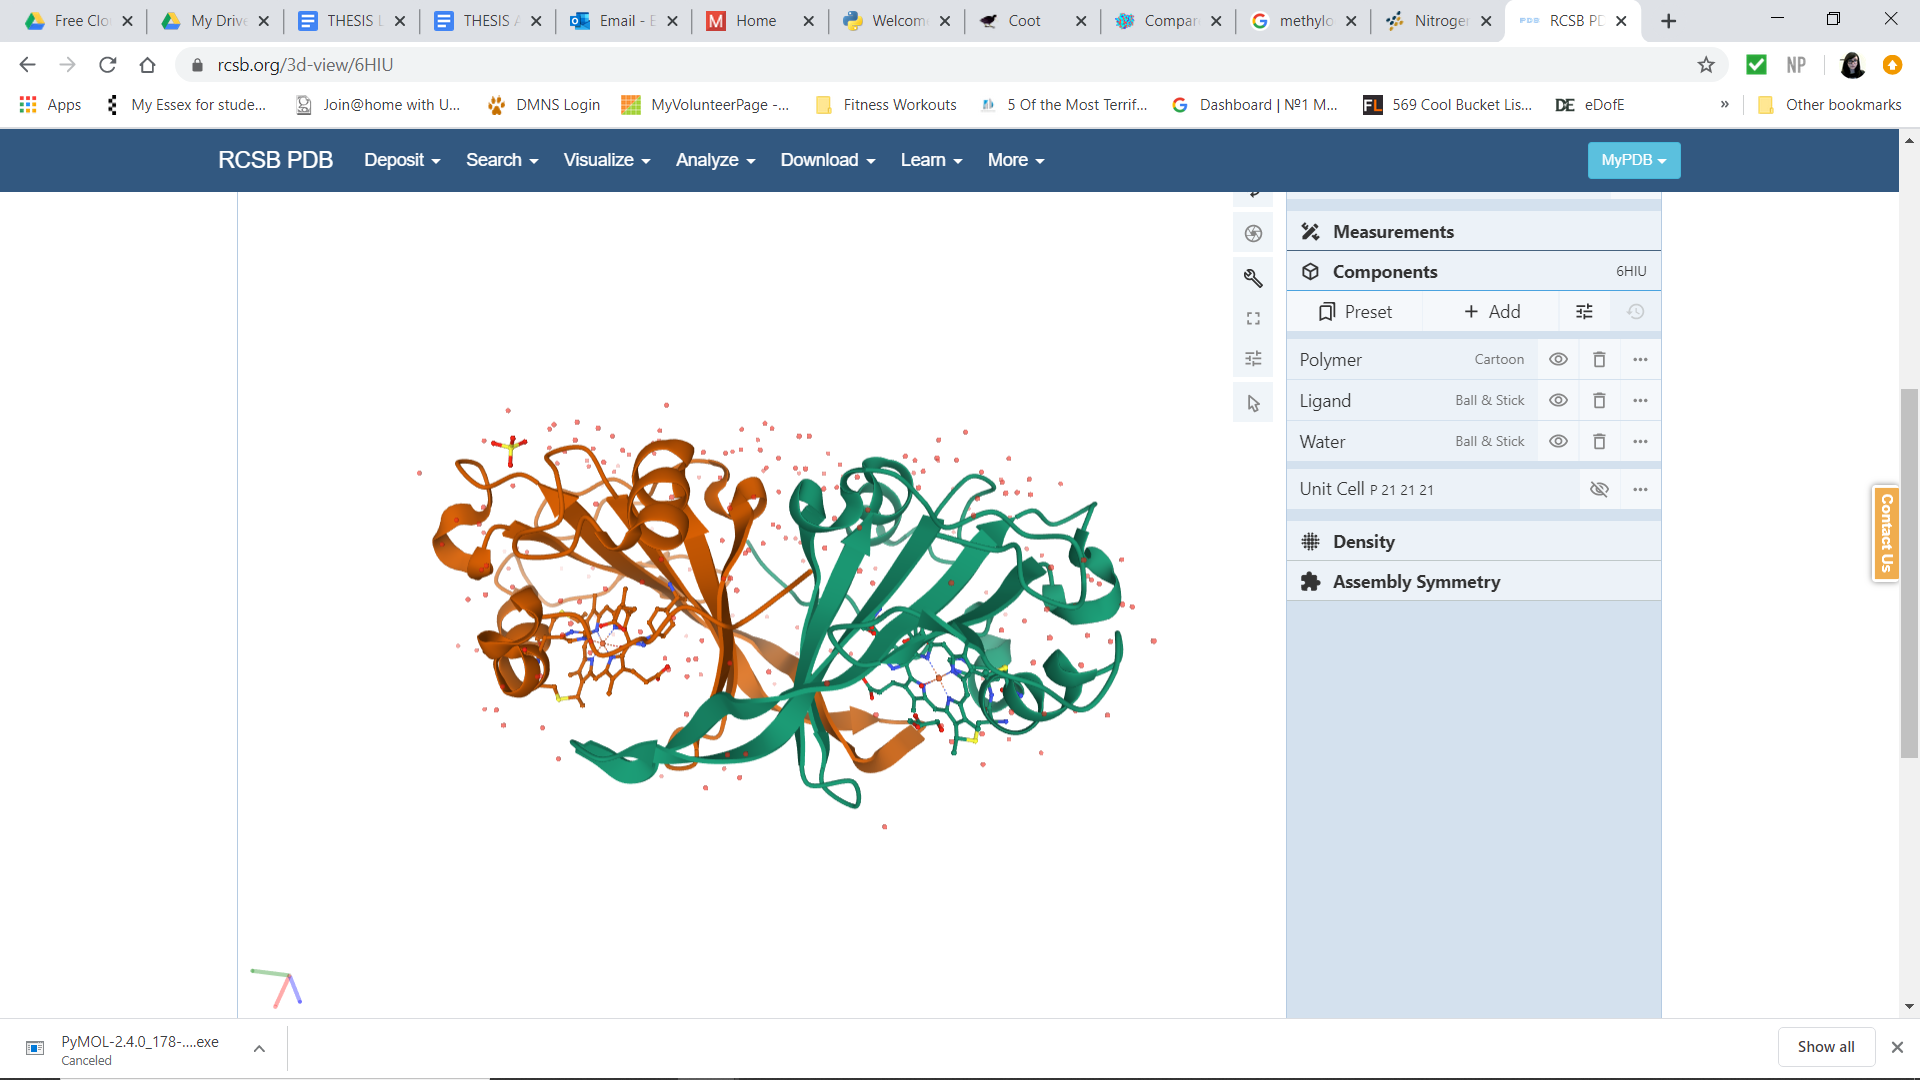 Free Clo
My Drive
THESIS L
THESIS A
Email - E
Home
Welcome
Coot
Compar
methylo
Nitroger
RCSB PD
rcsb.org/3d-view/6HIU
NP
Apps
My Essex for stude...
Join@home with U...
DMNS Login
MyVolunteerPage -...
Fitness Workouts
5 Of the Most Terrif...
Dashboard | Nº1 M...
569 Cool Bucket Lis...
eDofE
»
Other bookmarks
RCSB PDB
Deposit
Search
Visualize
Analyze
Download
Learn
More
MyPDB
Measurements
Components 6HIU
Preset
+ Add
Polymer Cartoon
Ligand Ball & Stick
Water Ball & Stick
Unit Cell P 21 21 21
Density
Assembly Symmetry
Contact Us
PyMOL-2.4.0_178-....exe
Canceled
Show all